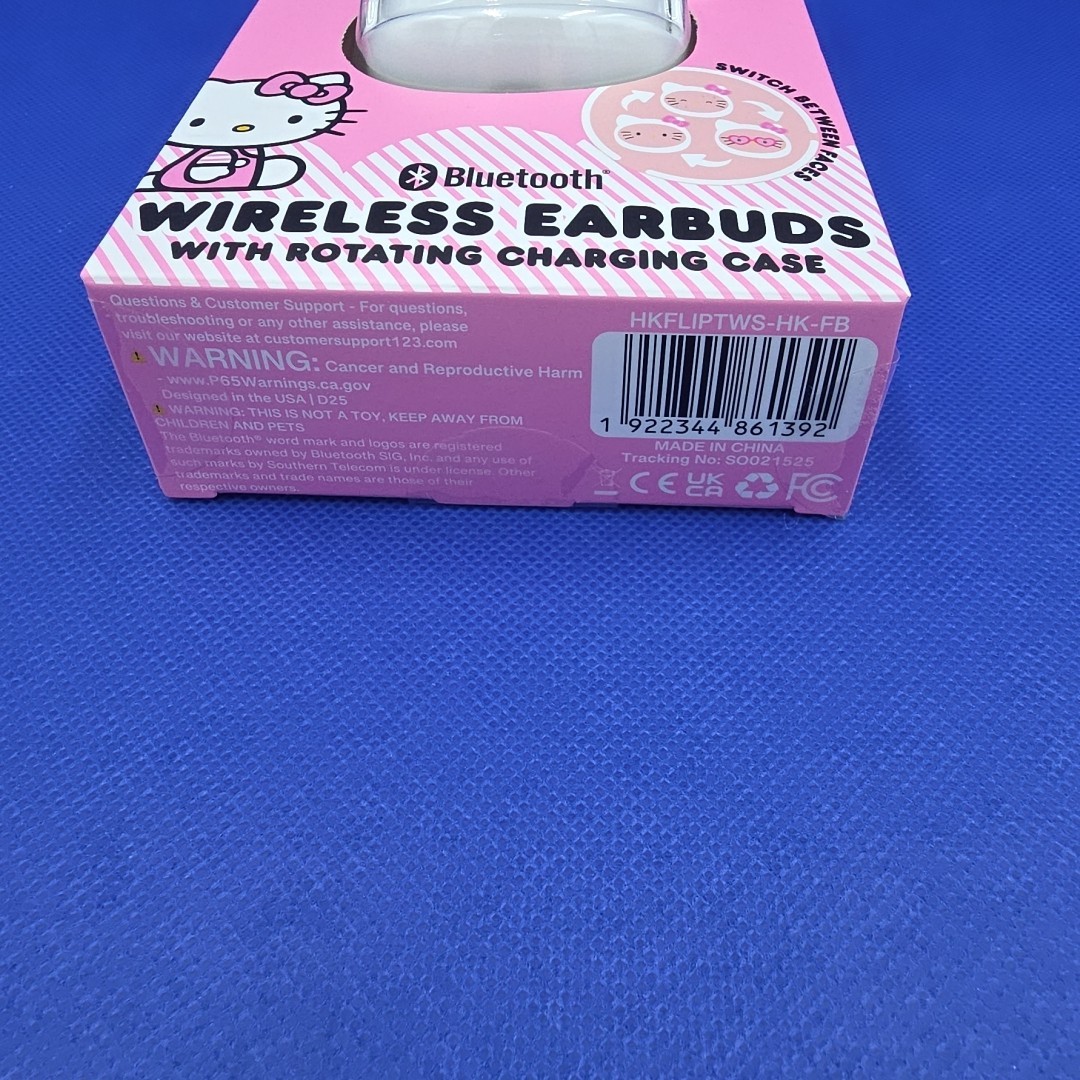 SWITCH BETWEEN FACES
Bluetooth®
WIRELESS EARBUDS
WITH ROTATING CHARGING CASE
Questions & Customer Support - For questions,
troubleshooting or any other assistance, please
visit our website at customersupport123.com
WARNING: Cancer and Reproductive Harm
- www.P65Warnings.ca.gov
Designed in the USA | D25
WARNING: THIS IS NOT A TOY, KEEP AWAY FROM
CHILDREN AND PETS
The Bluetooth® word mark and logos are registered
trademarks owned by Bluetooth SIG, Inc. and any use of
such marks by Southern Telecom is under license. Other
trademarks and trade names are those of their
respective owners.
HKFLIPTWS-HK-FB
1 922344 861392
MADE IN CHINA
Tracking No: SO021525
CE UK CA FC